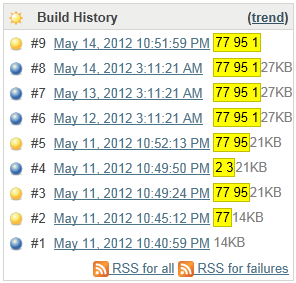 Build History (trend)
#9 May 14, 2012 10:51:59 PM 77 95 1
#8 May 14, 2012 3:11:21 AM 77 95 1 27KB
#7 May 13, 2012 3:11:21 AM 77 95 1 27KB
#6 May 12, 2012 3:11:21 AM 77 95 1 27KB
#5 May 11, 2012 10:52:13 PM 77 95 21KB
#4 May 11, 2012 10:49:50 PM 2 3 21KB
#3 May 11, 2012 10:49:24 PM 77 95 21KB
#2 May 11, 2012 10:45:12 PM 77 14KB
#1 May 11, 2012 10:40:59 PM 14KB
RSS for all RSS for failures